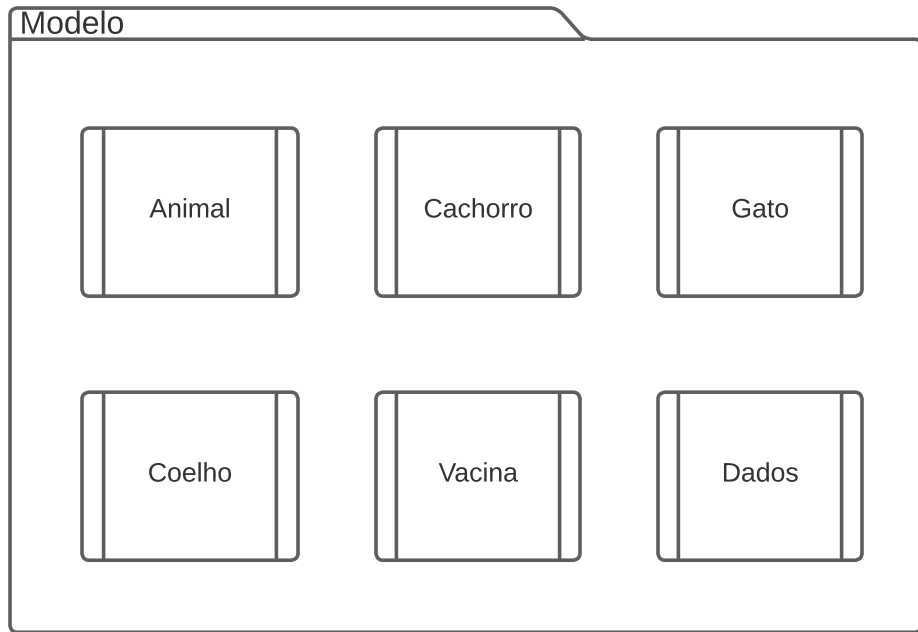 Modelo
Animal
Cachorro
Gato
Coelho
Vacina
Dados